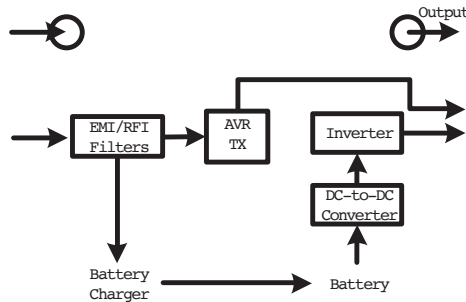 Output
EMI/RFI
Filters
AVR
TX
Inverter
DC-to-DC
Converter
Battery
Charger
Battery